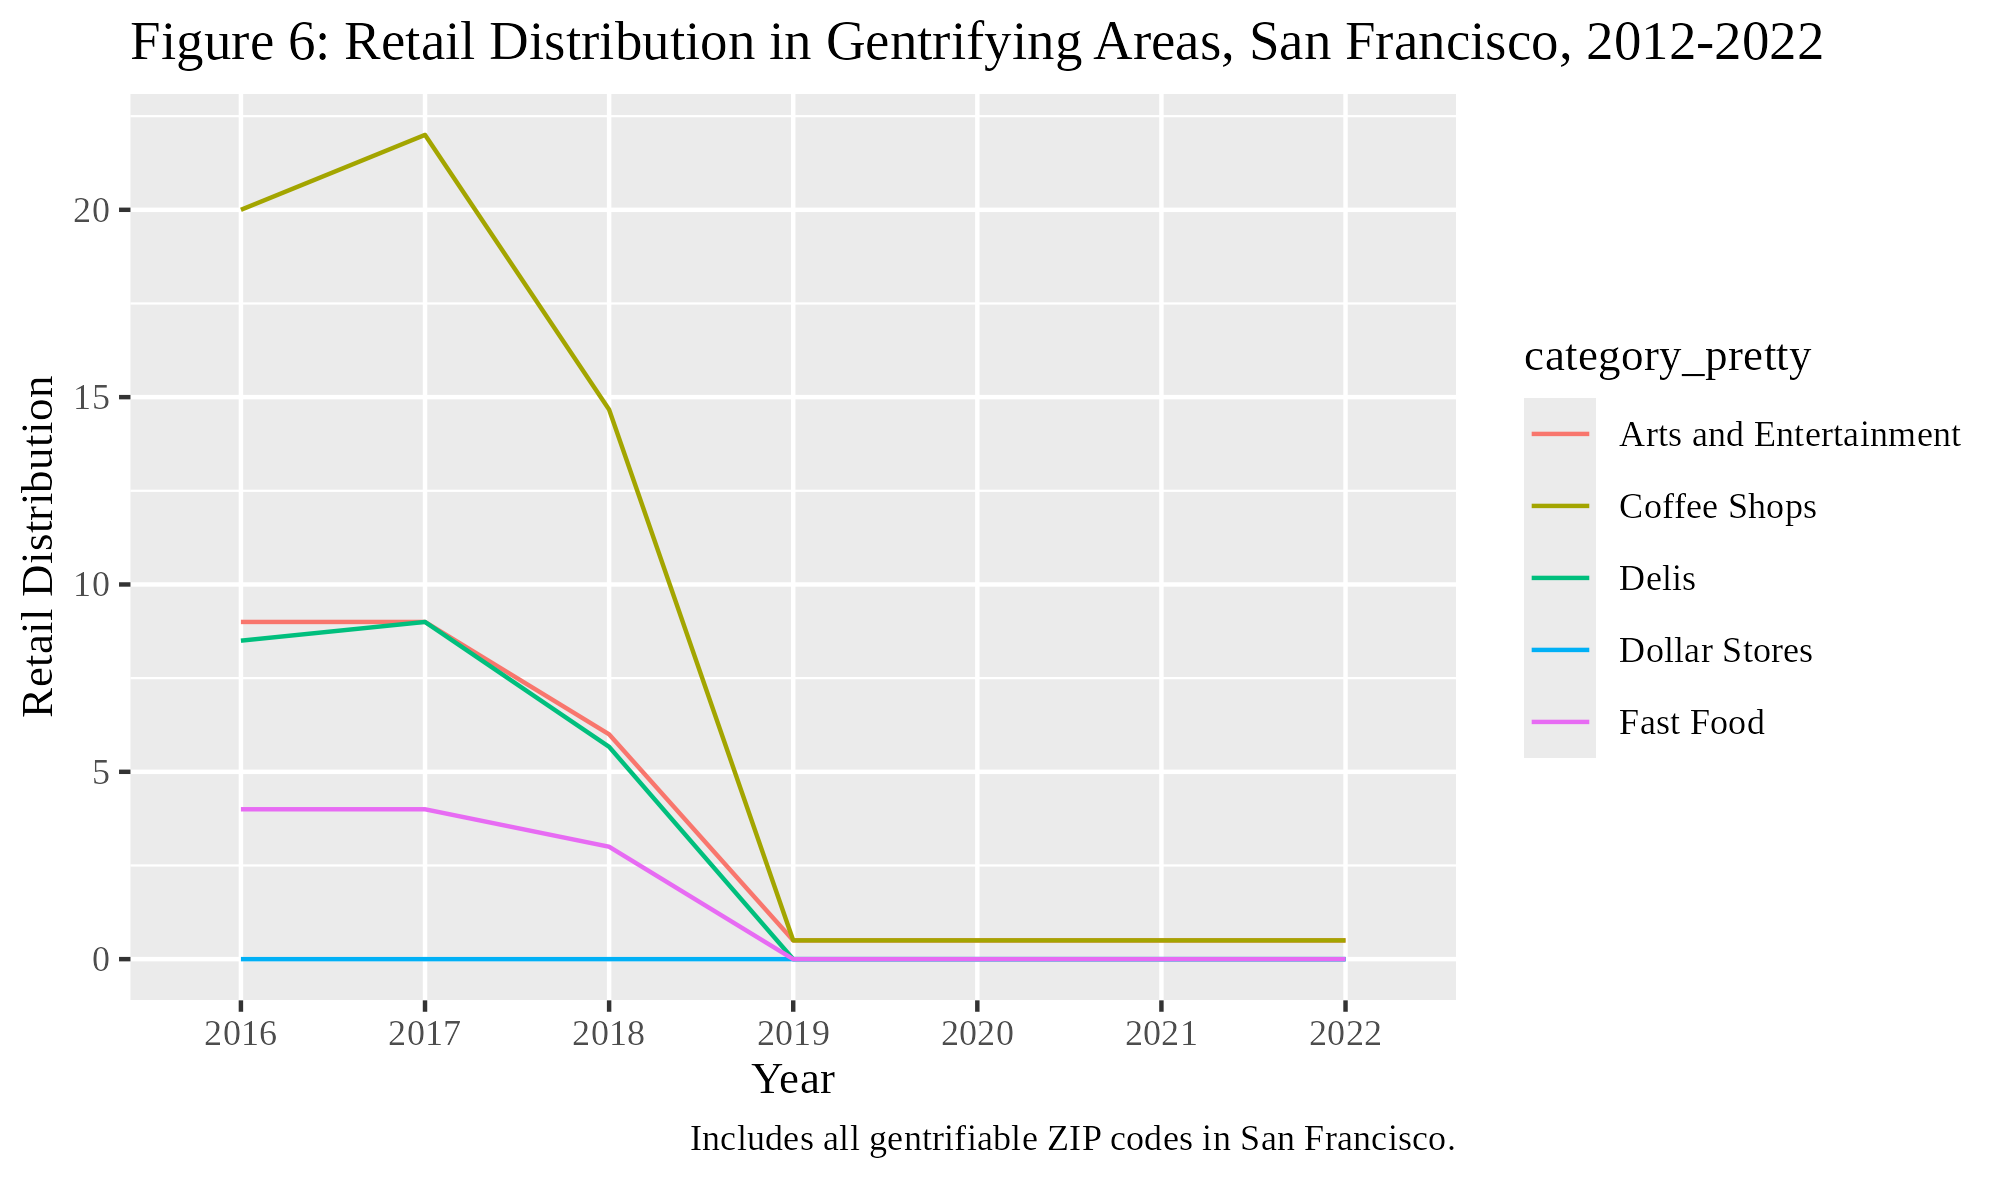 Figure 6: Retail Distribution in Gentrifying Areas, San Francisco, 2012-2022
Retail Distribution
20
15
10
5
0
2016 2017 2018 2019 2020 2021 2022
Year
Includes all gentrifiable ZIP codes in San Francisco.
category_pretty
Arts and Entertainment
Coffee Shops
Delis
Dollar Stores
Fast Food